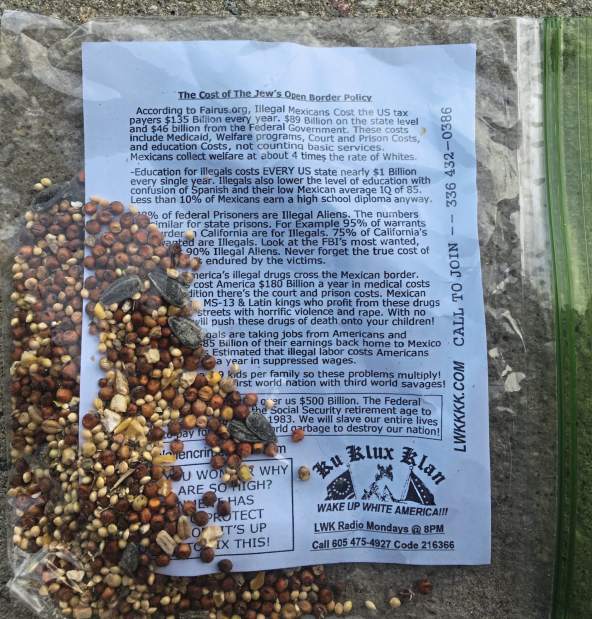 The Cost of The Jew's Open Border Policy
According to Fairus.org, Illegal Mexicans Cost the US tax
payers $135 Billion every year. $89 Billion on the state level
and $46 billion from the Federal Government. These costs
include Medicaid, Welfare programs, Court and Prison Costs,
and education Costs, not counting basic services.
Mexicans collect welfare at about 4 times the rate of Whites.
-Education for illegals costs EVERY US state nearly $1 Billion
every single year. Illegals also lower the level of education with
confusion of Spanish and their low Mexican average IQ of 85.
Less than 10% of Mexicans earn a high school diploma anyway.
of federal Prisoners are Illegal Aliens. The numbers
for state prisons. For Example 95% of warrants
California are for Illegals. 75% of California's
are Illegals. Look at the FBI's most wanted,
90% Illegal Aliens. Never forget the true cost of
endured by the victims.
illegal drugs cross the Mexican border.
cost America $180 Billion a year in medical costs
there's the court and prison costs. Mexican
MS-13 & Latin kings who profit from these drugs
streets with horrific violence and rape. With no
push these drugs of death onto your children!
are taking jobs from Americans and
Billion of their earnings back home to Mexico
Estimated that illegal labor costs Americans
a year in suppressed wages.
kids per family so these problems multiply!
world nation with third world savages!
us $500 Billion. The Federal
the Social Security retirement age to
1983. We will slave our entire lives
to pay for garbage to destroy our nation!
WHY
ARE SO HIGH?
HAS
PROTECT
IT'S UP
THIS!
Ku Klux Klan
WAKE UP WHITE AMERICA!!!
LWK Radio Mondays @ 8PM
Call 605 475-4927 Code 216366
LWKKKK.COM CALL TO JOIN -- 336 432-0386